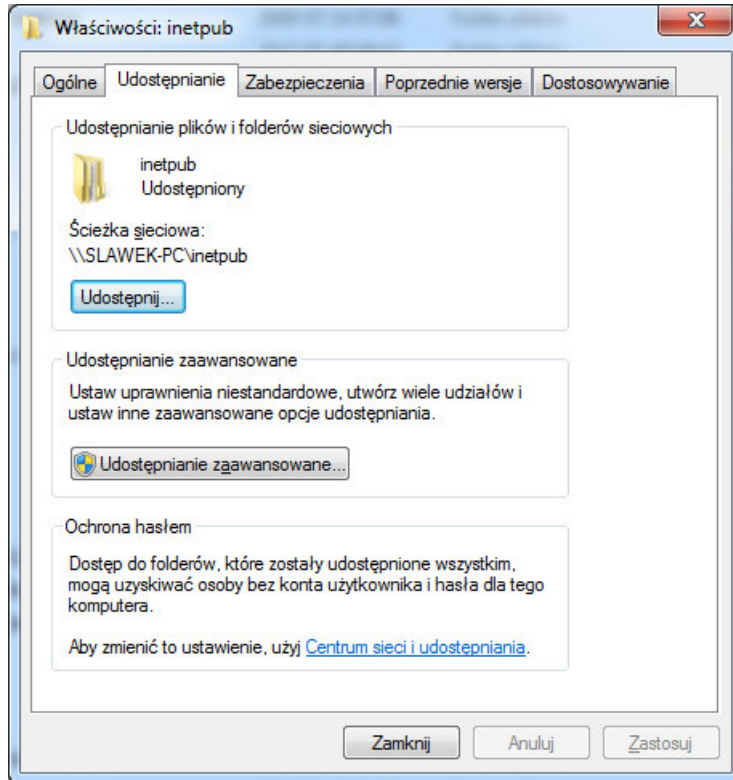 Właściwości: inetpub
Ogólne Udostępnianie Zabezpieczenia Poprzednie wersje Dostosowywanie
Udostępnianie plików i folderów sieciowych
inetpub
Udostępniony
Ścieżka sieciowa:
\\SLAWEK-PC\inetpub
Udostępnij...
Udostępnianie zaawansowane
Ustaw uprawnienia niestandardowe, utwórz wiele udziałów i
ustaw inne zaawansowane opcje udostępniania.
Udostępnianie zaawansowane...
Ochrona hasłem
Dostęp do folderów, które zostały udostępnione wszystkim,
mogą uzyskiwać osoby bez konta użytkownika i hasła dla tego
komputera.
Aby zmienić to ustawienie, użyj Centrum sieci i udostępniania.
Zamknij Anuluj Zastosuj